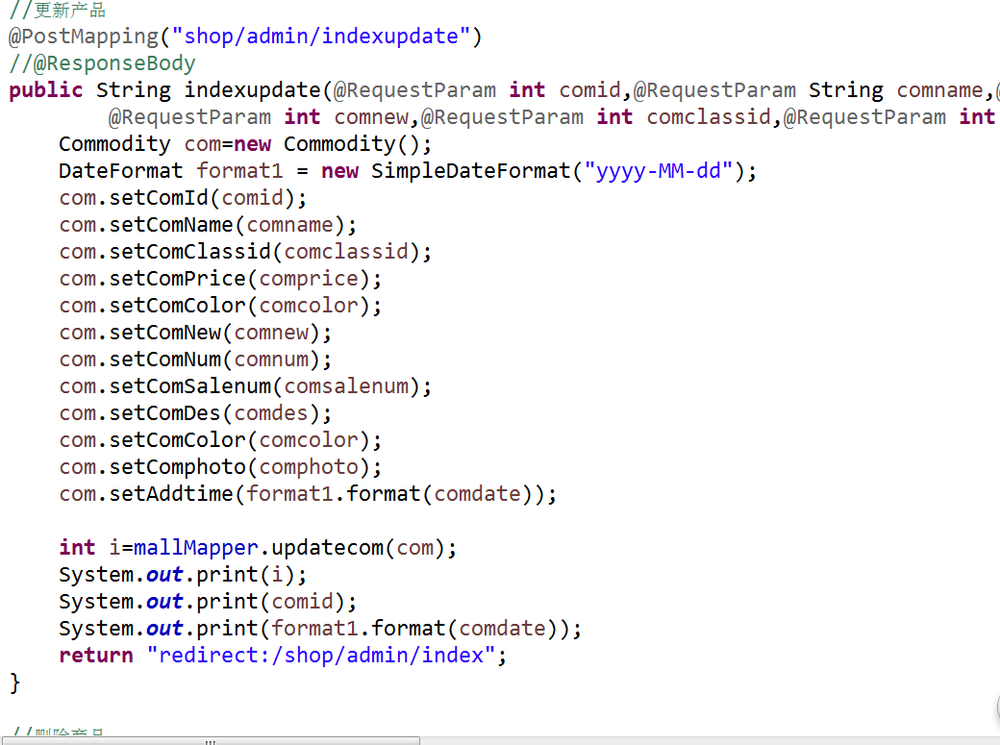 //更新产品
@PostMapping("shop/admin/indexupdate")
//@ResponseBody
public String indexupdate(@RequestParam int comid,@RequestParam String comname,
@RequestParam int comnew,@RequestParam int comclassid,@RequestParam int
Commodity com=new Commodity();
DateFormat format1 = new SimpleDateFormat("yyyy-MM-dd");
com.setComId(comid);
com.setComName(comname);
com.setComClassid(comclassid);
com.setComPrice(comprice);
com.setComColor(comcolor);
com.setComNew(comnew);
com.setComNum(comnum);
com.setComSalenum(comsalenum);
com.setComDes(comdes);
com.setComColor(comcolor);
com.setComphoto(comphoto);
com.setAddtime(format1.format(comdate));
int i=mallMapper.updatecom(com);
System.out.print(i);
System.out.print(comid);
System.out.print(format1.format(comdate));
return "redirect:/shop/admin/index";
}